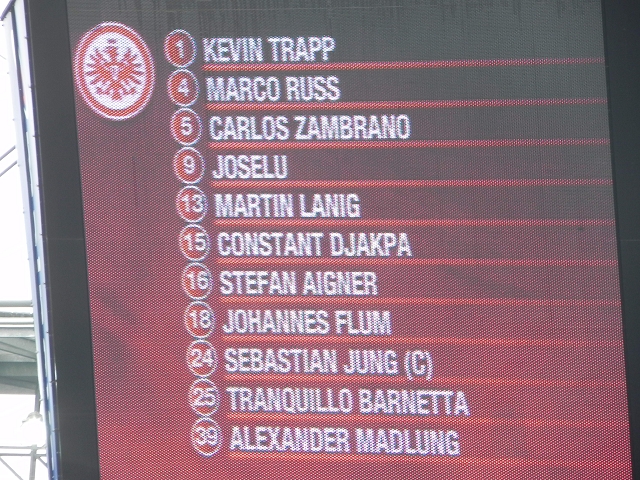 1 KEVIN TRAPP
4 MARCO RUSS
5 CARLOS ZAMBRANO
9 JOSELU
13 MARTIN LANIG
15 CONSTANT DJAKPA
16 STEFAN AIGNER
18 JOHANNES FLUM
24 SEBASTIAN JUNG (C)
25 TRANQUILLO BARNETTA
39 ALEXANDER MADLUNG